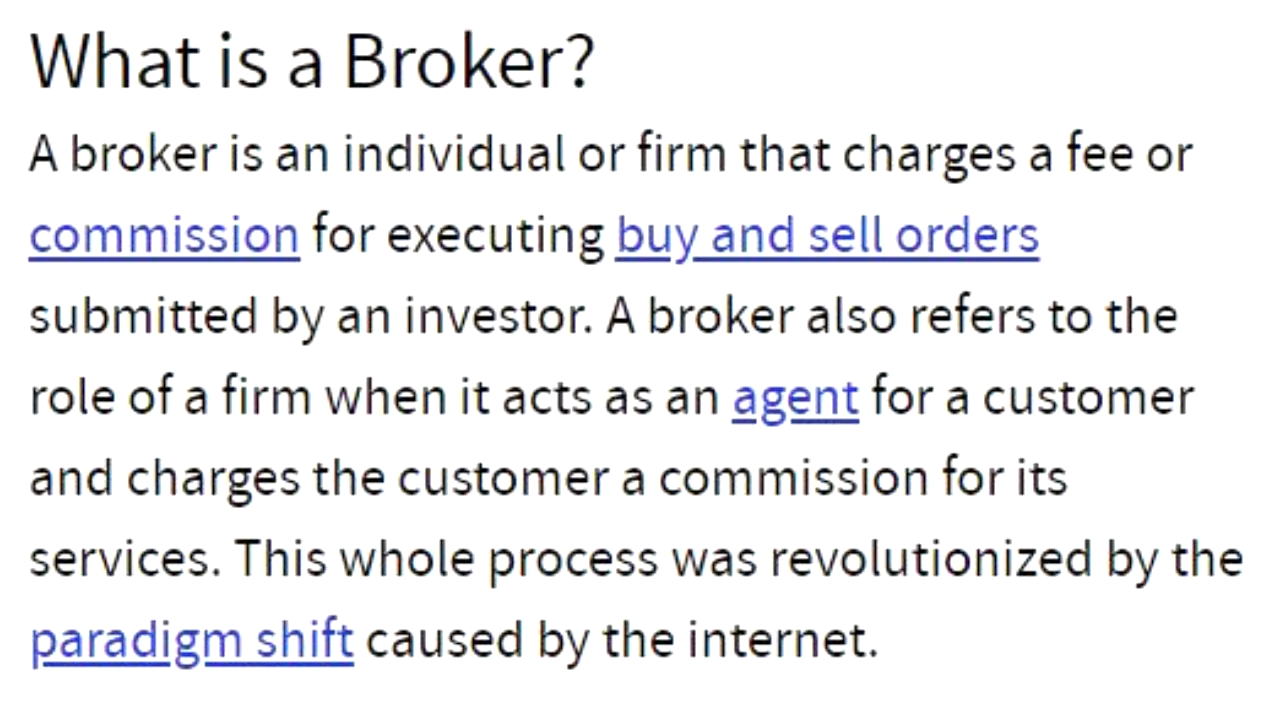 What is a Broker?
A broker is an individual or firm that charges a fee or
commission for executing buy and sell orders
submitted by an investor. A broker also refers to the
role of a firm when it acts as an agent for a customer
and charges the customer a commission for its
services. This whole process was revolutionized by the
paradigm shift caused by the internet.